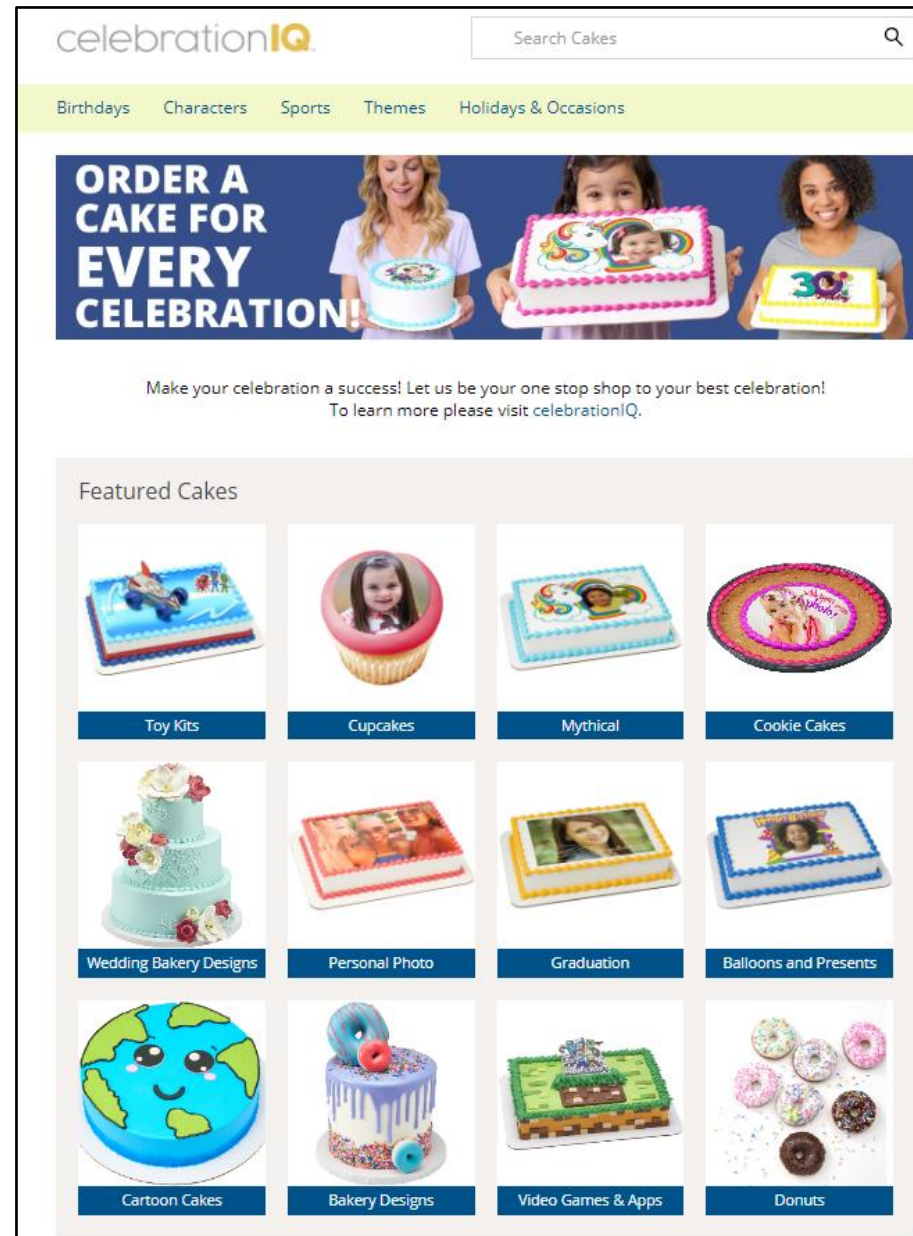 celebrationIQ
Search Cakes
Birthdays Characters Sports Themes Holidays & Occasions
ORDER A
CAKE FOR
EVERY
CELEBRATION!
30
Make your celebration a success! Let us be your one stop shop to your best celebration!
To learn more please visit celebrationIQ.
Featured Cakes
Toy Kits Cupcakes Mythical Cookie Cakes
Wedding Bakery Designs Personal Photo Graduation Balloons and Presents
Cartoon Cakes Bakery Designs Video Games & Apps Donuts